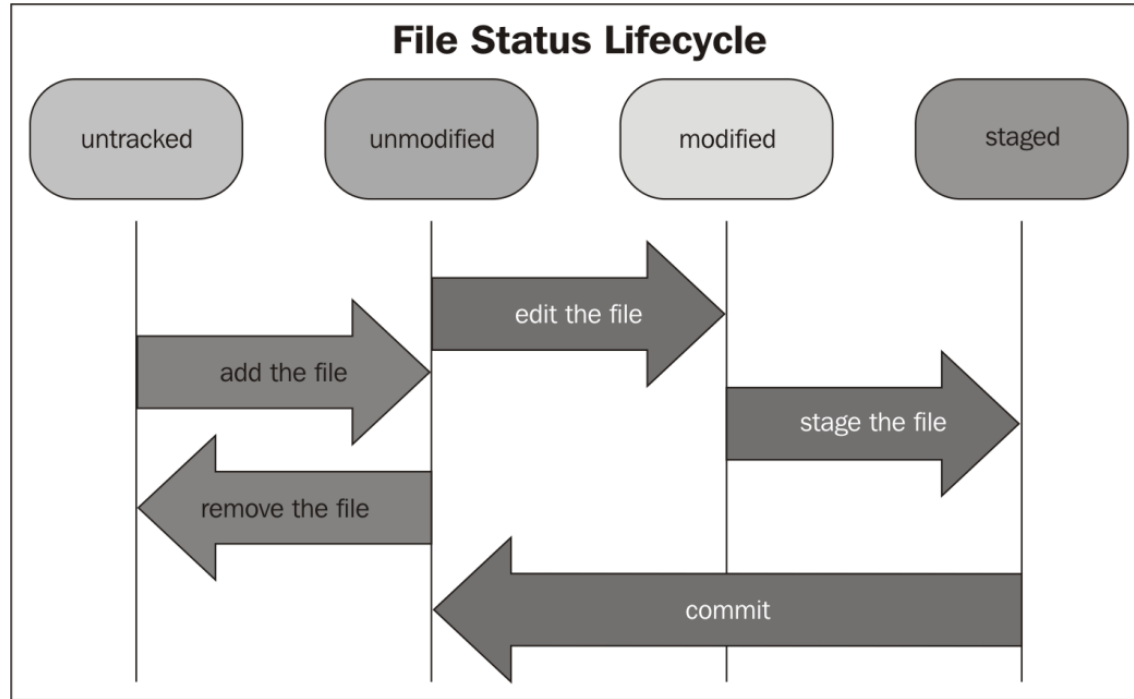 File Status Lifecycle
untracked
unmodified
modified
staged
edit the file
add the file
stage the file
remove the file
commit